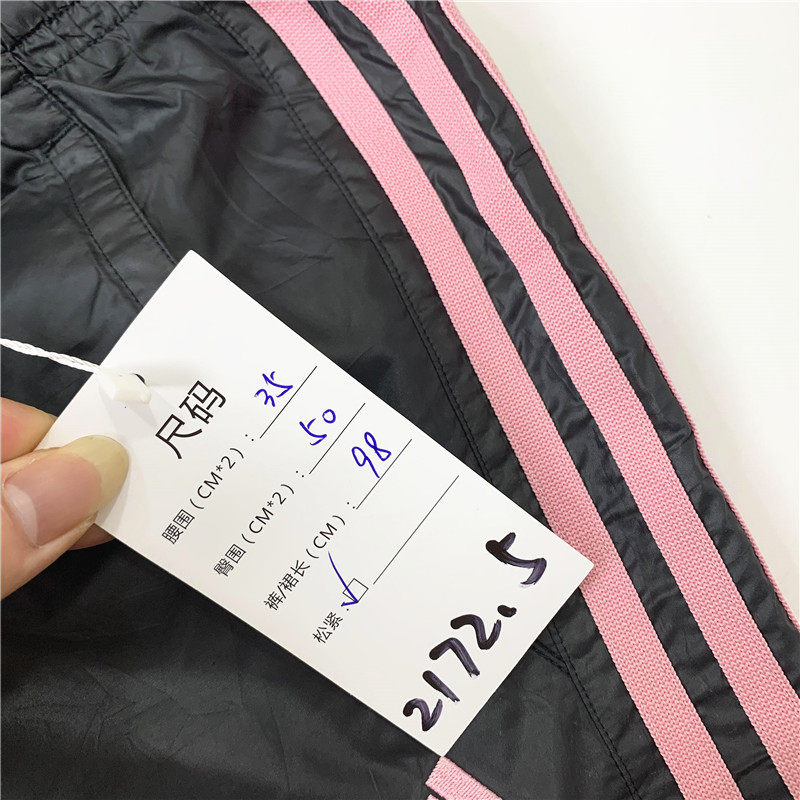 尺码
腰围(CM*2): 35
臀围(CM*2): 50
裤/裙长(CM): 98
松紧:
2172.5